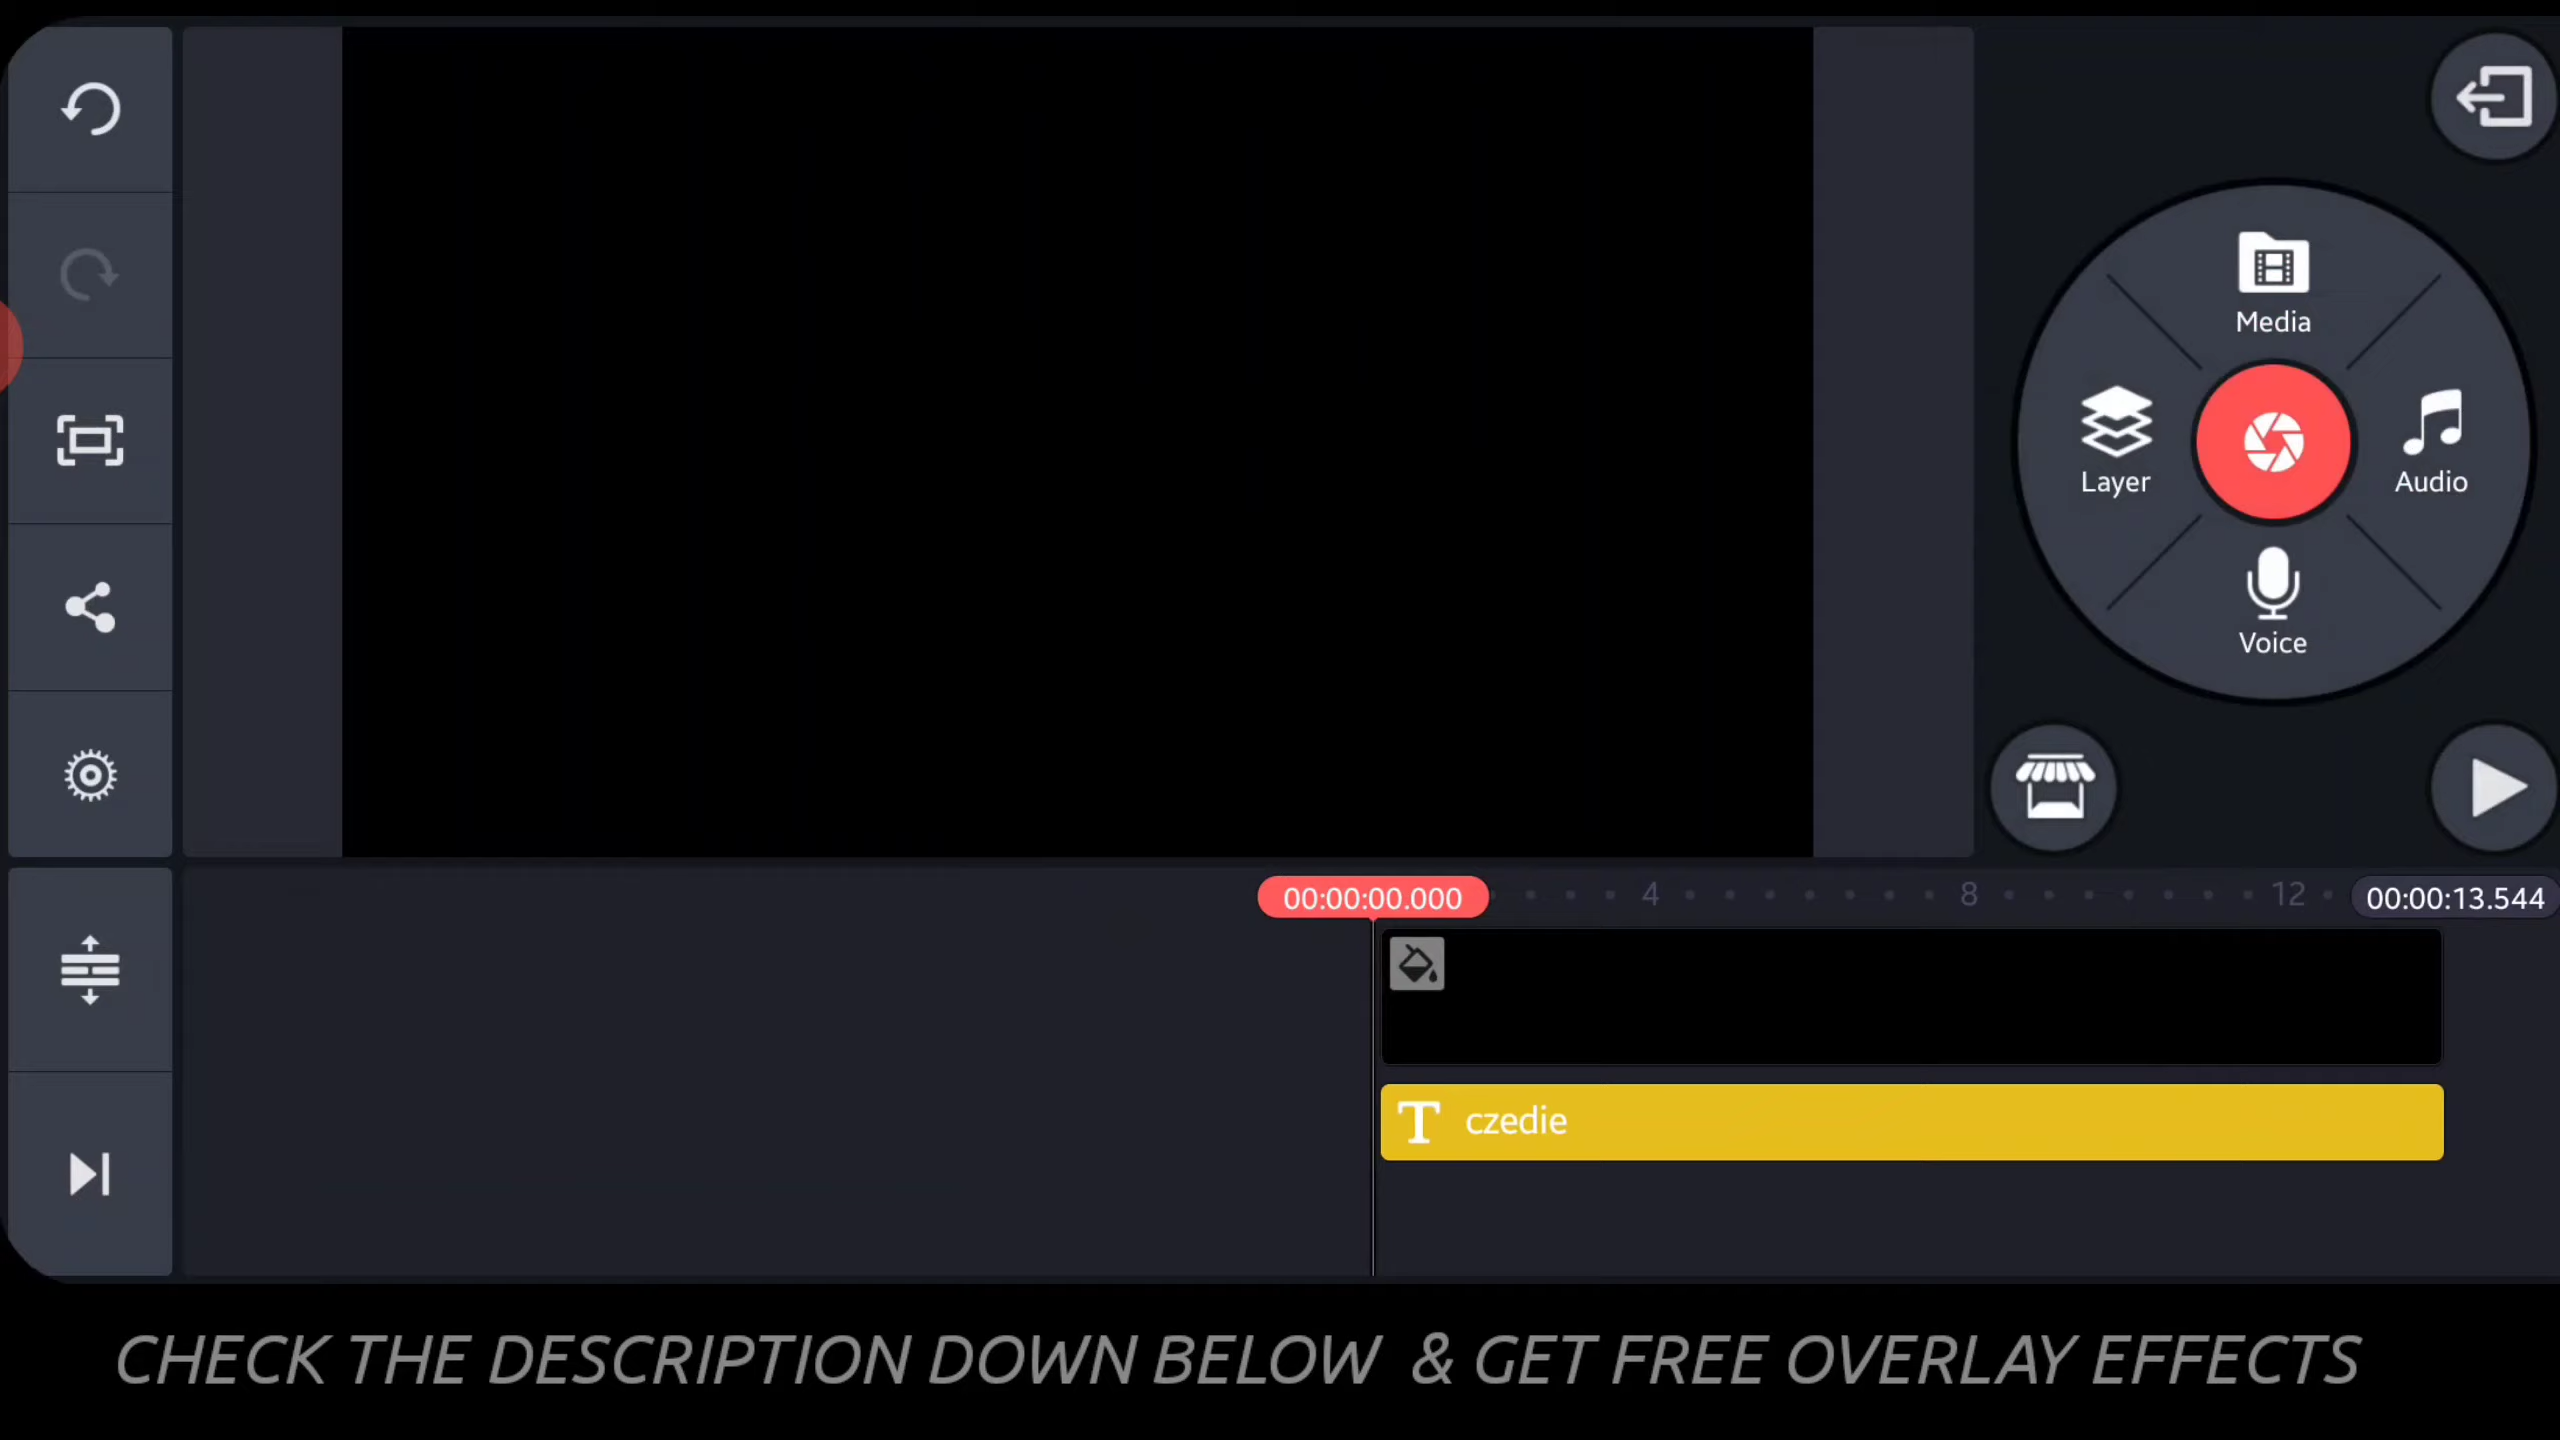 Media
Layer
Audio
Voice
00:00:00.000
4
8
12
00:00:13.544
T czedie
CHECK THE DESCRIPTION DOWN BELOW & GET FREE OVERLAY EFFECTS